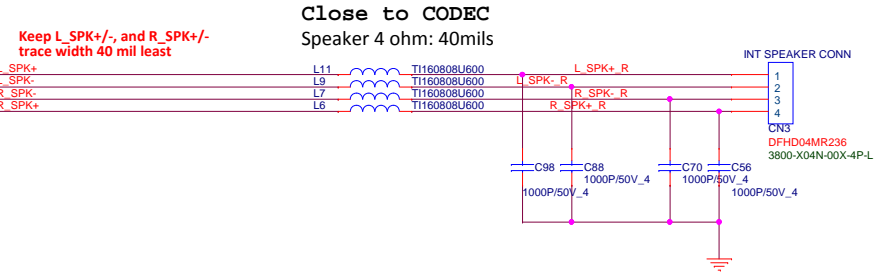 Close to CODEC
Keep L_SPK+/-, and R_SPK+/-
trace width 40 mil least
Speaker 4 ohm: 40mils
INT SPEAKER CONN
L_SPK+ L11 TI160808U600 L_SPK+_R 1
L_SPK- L9 TI160808U600 L_SPK-_R 2
R_SPK- L7 TI160808U600 R_SPK-_R 3
R_SPK+ L6 TI160808U600 R_SPK+_R 4
CN3
DFHD04MR236
3800-X04N-00X-4P-L
C98 C88 C70 C56
1000P/50V_4 1000P/50V_4
1000P/50V_4 1000P/50V_4